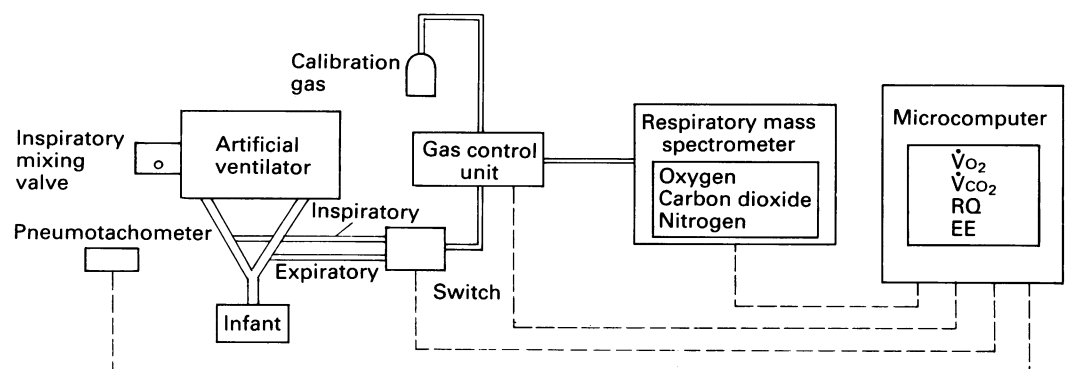 Calibration
gas
Inspiratory
mixing
valve
Artificial
ventilator
Gas control
unit
Respiratory mass
spectrometer
Oxygen
Carbon dioxide
Nitrogen
Microcomputer
V̇O₂
V̇CO₂
RQ
EE
Pneumotachometer
Inspiratory
Expiratory
Switch
Infant